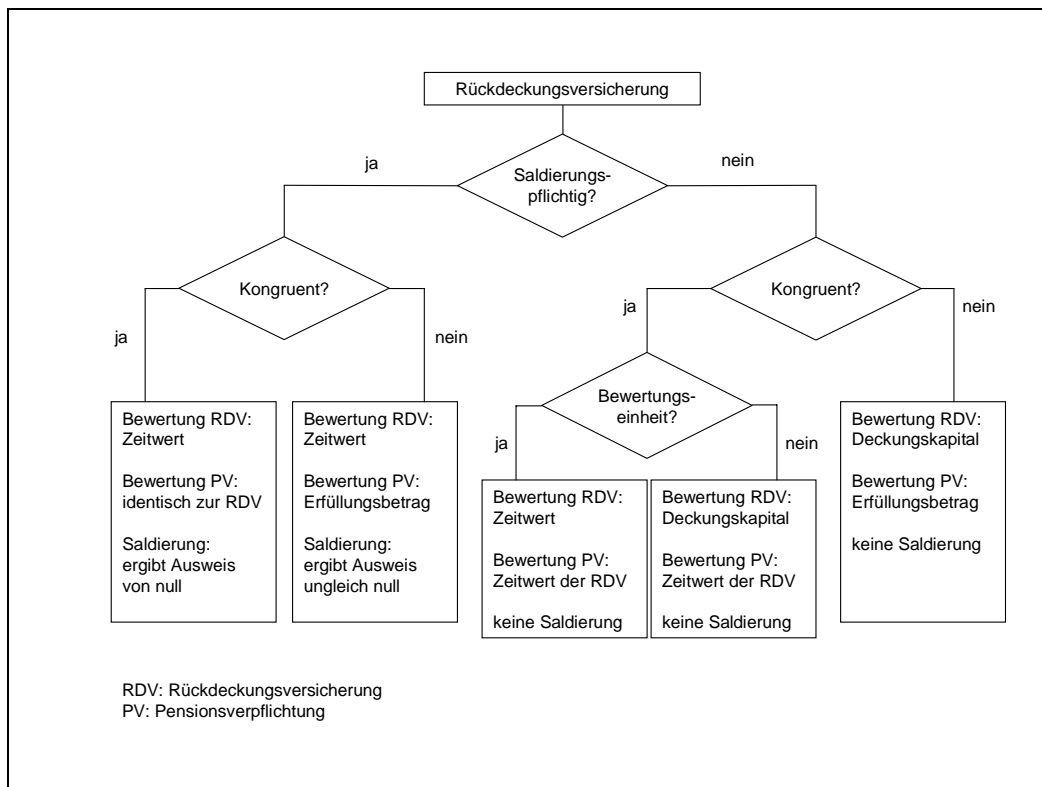 Rückdeckungsversicherung
ja
nein
Saldierungs-
pflichtig?
Kongruent?
Kongruent?
ja
nein
ja
nein
Bewertungs-
einheit?
ja
nein
Bewertung RDV:
Zeitwert
Bewertung PV:
identisch zur RDV
Saldierung:
ergibt Ausweis
von null
Bewertung RDV:
Zeitwert
Bewertung PV:
Erfüllungsbetrag
Saldierung:
ergibt Ausweis
ungleich null
Bewertung RDV:
Zeitwert
Bewertung PV:
Zeitwert der RDV
keine Saldierung
Bewertung RDV:
Deckungskapital
Bewertung PV:
Zeitwert der RDV
keine Saldierung
Bewertung RDV:
Deckungskapital
Bewertung PV:
Erfüllungsbetrag
keine Saldierung
RDV: Rückdeckungsversicherung
PV: Pensionsverpflichtung